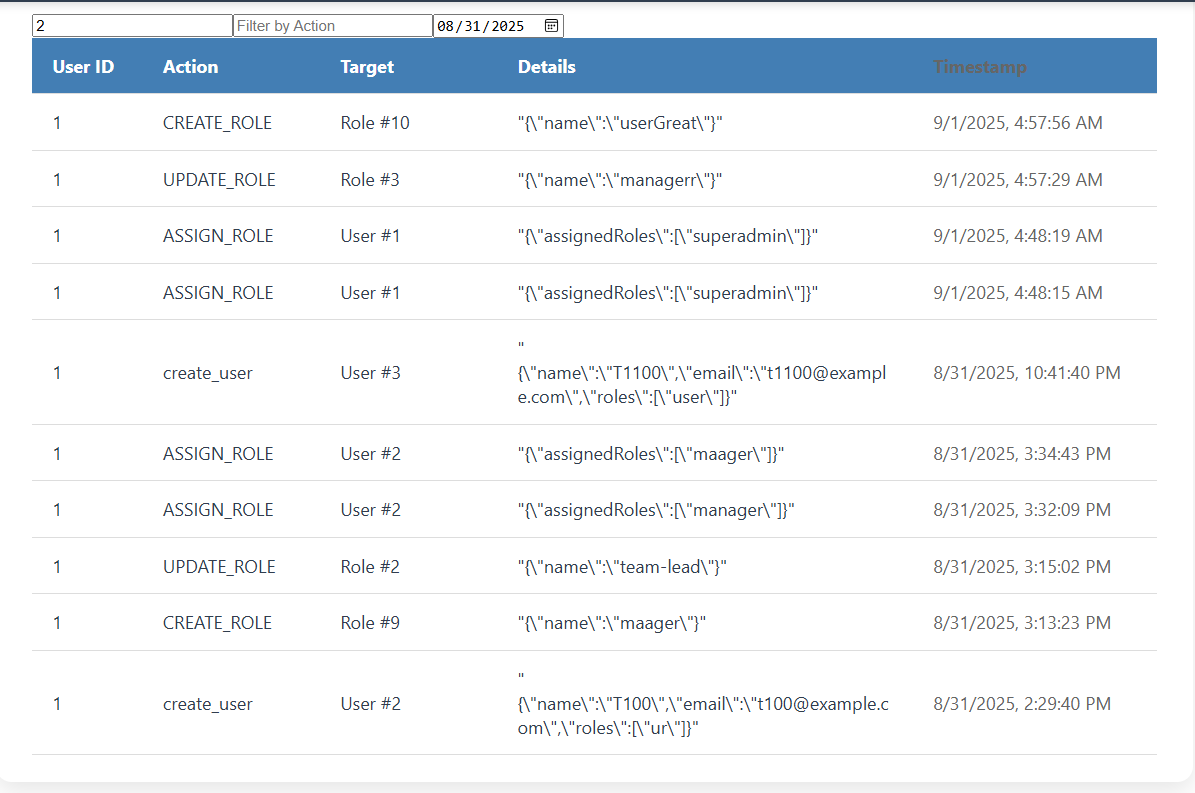 2 Filter by Action 08/31/2025
User ID Action Target Details Timestamp
1 CREATE_ROLE Role #10 "{\"name\":\"userGreat\"}" 9/1/2025, 4:57:56 AM
1 UPDATE_ROLE Role #3 "{\"name\":\"managerr\"}" 9/1/2025, 4:57:29 AM
1 ASSIGN_ROLE User #1 "{\"assignedRoles\":[\"superadmin\"]}" 9/1/2025, 4:48:19 AM
1 ASSIGN_ROLE User #1 "{\"assignedRoles\":[\"superadmin\"]}" 9/1/2025, 4:48:15 AM
"
1 create_user User #3 {\"name\":\"T1100\",\"email\":\"t1100@exampl 8/31/2025, 10:41:40 PM
e.com\",\"roles\":[\"user\"]}"
1 ASSIGN_ROLE User #2 "{\"assignedRoles\":[\"maager\"]}" 8/31/2025, 3:34:43 PM
1 ASSIGN_ROLE User #2 "{\"assignedRoles\":[\"manager\"]}" 8/31/2025, 3:32:09 PM
1 UPDATE_ROLE Role #2 "{\"name\":\"team-lead\"}" 8/31/2025, 3:15:02 PM
1 CREATE_ROLE Role #9 "{\"name\":\"maager\"}" 8/31/2025, 3:13:23 PM
"
1 create_user User #2 {\"name\":\"T100\",\"email\":\"t100@example.c 8/31/2025, 2:29:40 PM
om\",\"roles\":[\"ur\"]}"